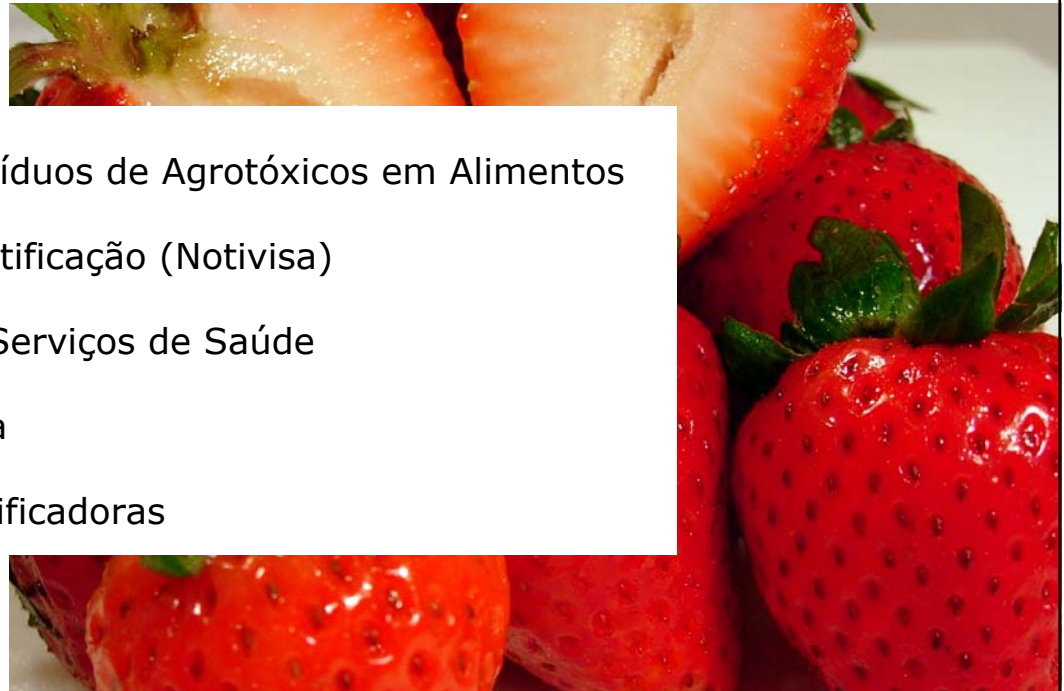 íduos de Agrotóxicos em Alimentos
tificação (Notivisa)
Serviços de Saúde
a
ificadoras